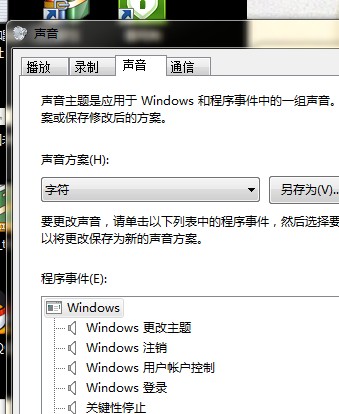 声音
播放
录制
声音
通信
声音主题是应用于 Windows 和程序事件中的一组声音。
案或保存修改后的方案。
声音方案(H):
字符
另存为(V)..
要更改声音，请单击以下列表中的程序事件，然后选择要
以将更改保存为新的声音方案。
程序事件(E):
Windows
Windows 更改主题
Windows 注销
Windows 用户帐户控制
Windows 登录
关键性停止